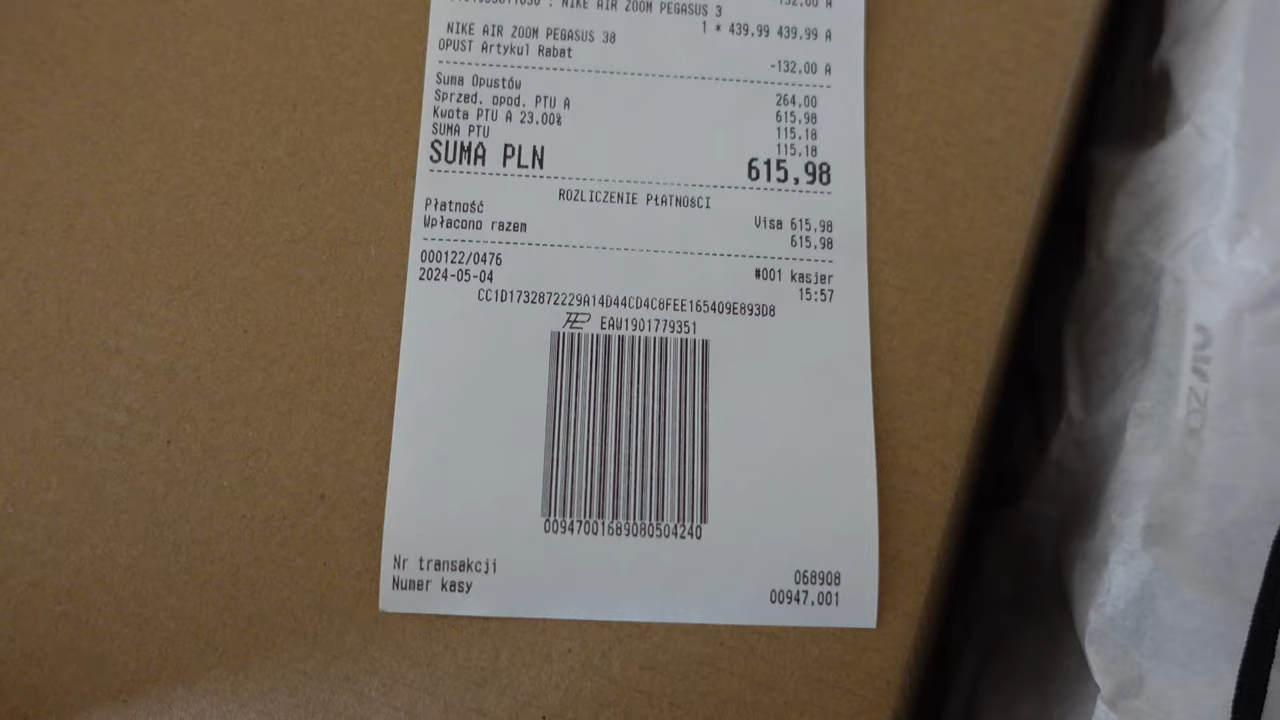 : NIKE AIR ZOOM PEGASUS 3
-132,00 A
1 * 439,99 439,99 A
NIKE AIR ZOOM PEGASUS 38
OPUST Artykuł Rabat -132,00 A
Suma Opustów 264,00
Sprzed. opod. PTU A 615,98
Kwota PTU A 23,00% 115,18
SUMA PTU 115,18
SUMA PLN 615,98
ROZLICZENIE PŁATNOŚCI
Płatność Visa 615,98
Wpłacono razem 615,98
000122/0476 #001 kasjer
2024-05-04 15:57
CC1D1732872229A14D44CD4C8FEE165409E893D8
EAW1901779351
00947001689080504240
Nr transakcji 068908
Numer kasy 00947,001